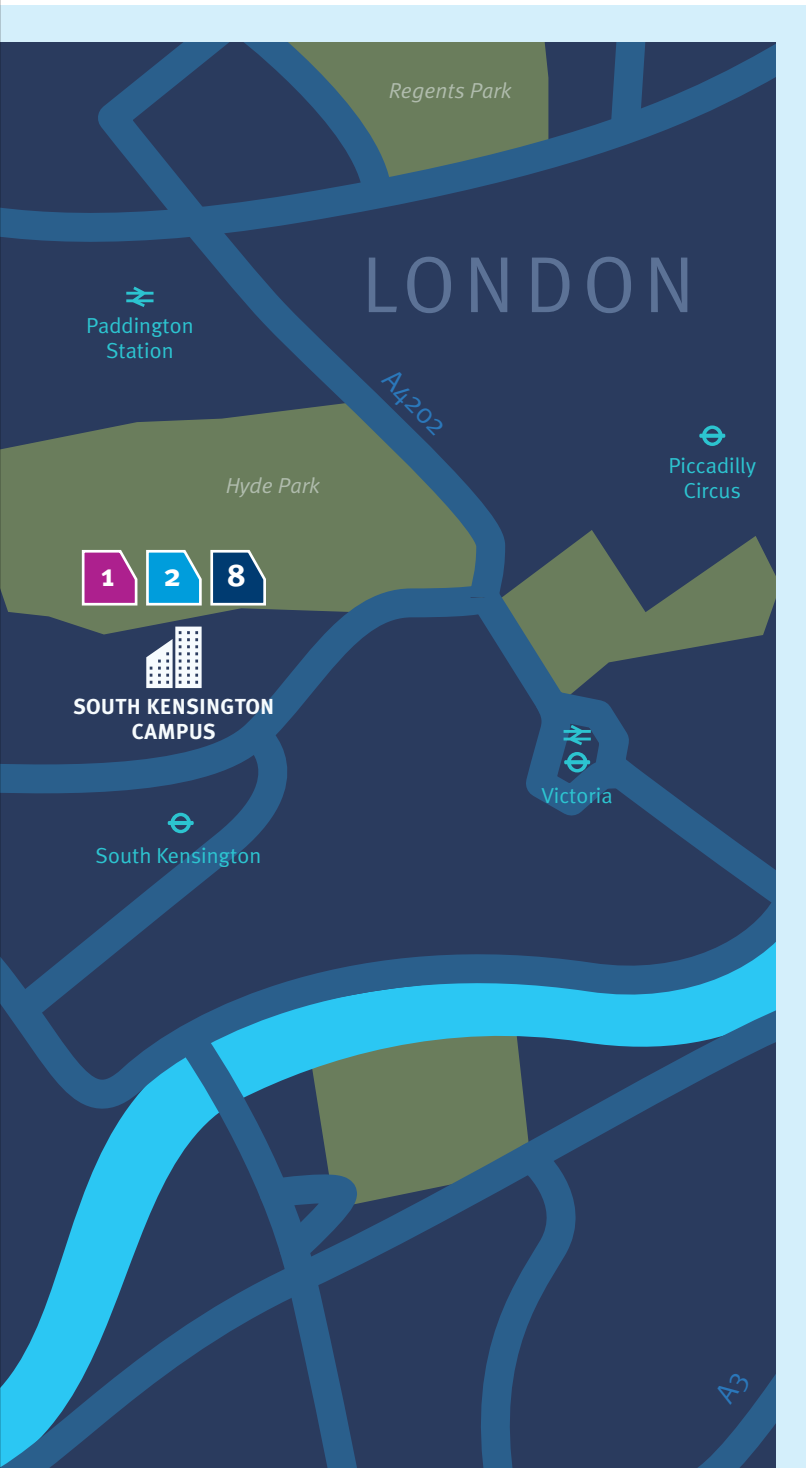 Regents Park
LONDON
Paddington
Station
A4202
Piccadilly
Circus
Hyde Park
1 2 8
SOUTH KENSINGTON
CAMPUS
Victoria
South Kensington
A3